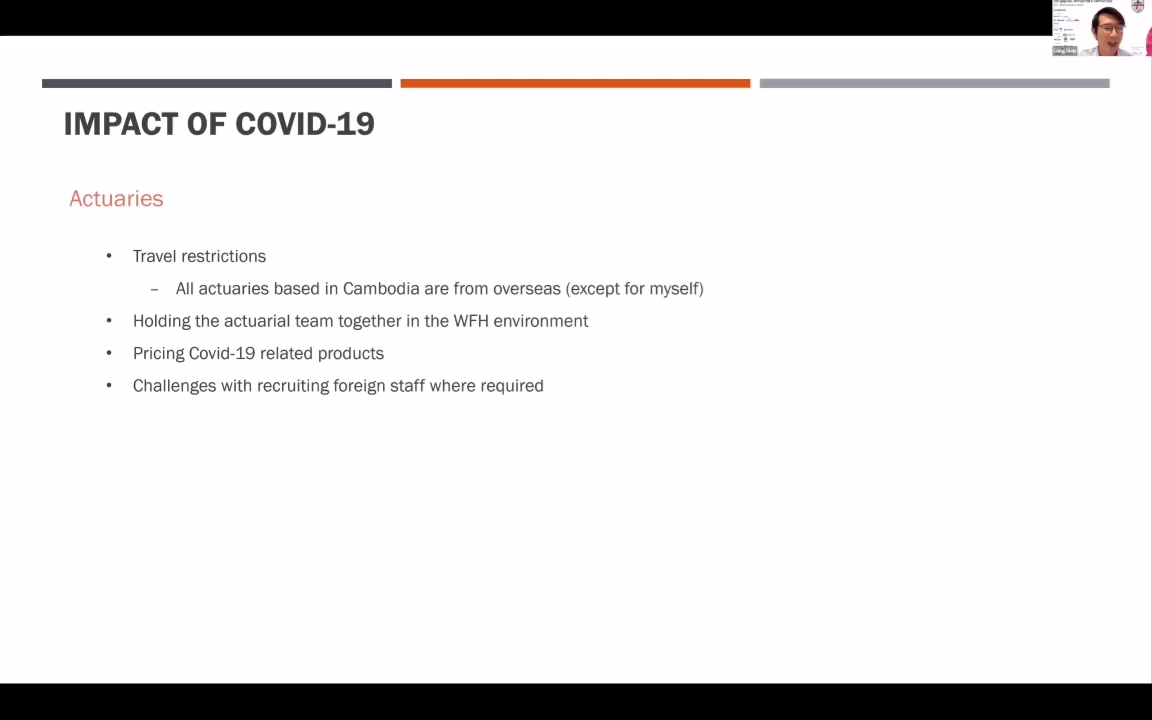 IMPACT OF COVID-19
Actuaries
• Travel restrictions
– All actuaries based in Cambodia are from overseas (except for myself)
• Holding the actuarial team together in the WFH environment
• Pricing Covid-19 related products
• Challenges with recruiting foreign staff where required